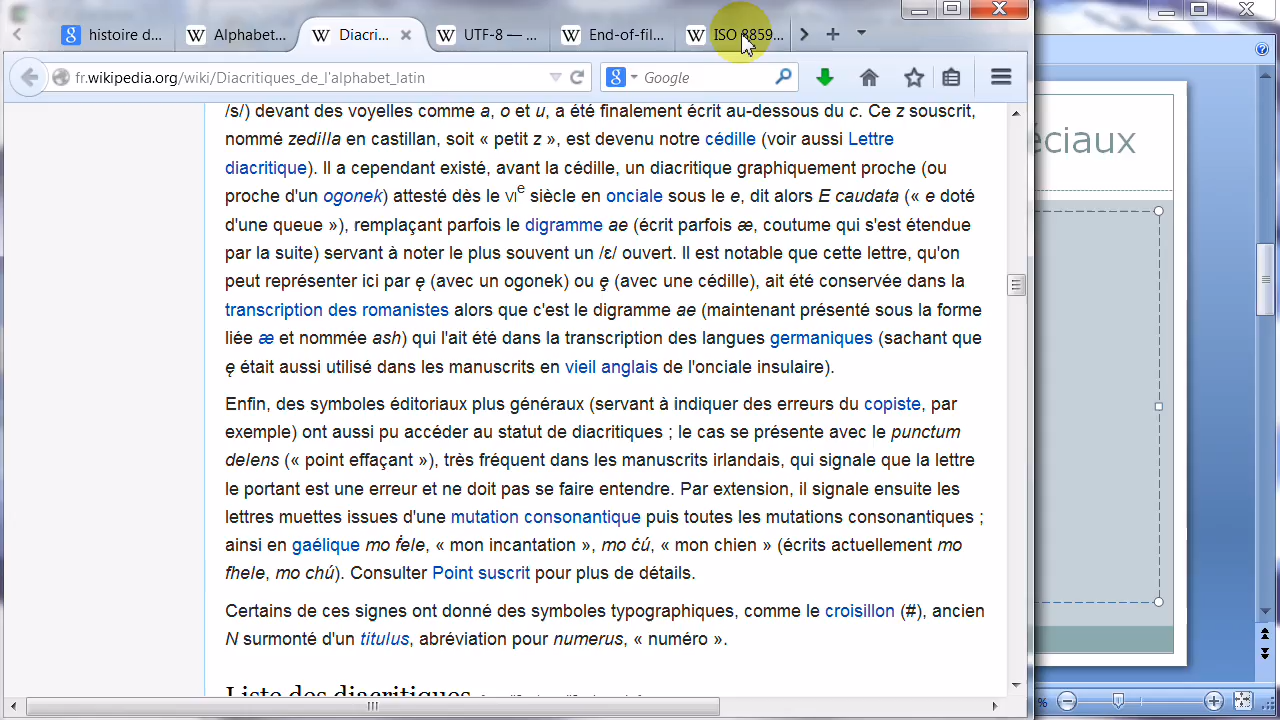 histoire d...
Alphabet...
Diacri...
UTF-8 — ...
End-of-fil...
ISO 8859...
fr.wikipedia.org/wiki/Diacritiques_de_l'alphabet_latin
Google
/s/) devant des voyelles comme a, o et u, a été finalement écrit au-dessous du c. Ce z souscrit,
nommé zedilla en castillan, soit « petit z », est devenu notre cédille (voir aussi Lettre
diacritique). Il a cependant existé, avant la cédille, un diacritique graphiquement proche (ou
proche d'un ogonek) attesté dès le VIe siècle en onciale sous le e, dit alors E caudata (« e doté
d'une queue »), remplaçant parfois le digramme ae (écrit parfois æ, coutume qui s'est étendue
par la suite) servant à noter le plus souvent un /ɛ/ ouvert. Il est notable que cette lettre, qu'on
peut représenter ici par ę (avec un ogonek) ou ȩ (avec une cédille), ait été conservée dans la
transcription des romanistes alors que c'est le digramme ae (maintenant présenté sous la forme
liée æ et nommée ash) qui l'ait été dans la transcription des langues germaniques (sachant que
ę était aussi utilisé dans les manuscrits en vieil anglais de l'onciale insulaire).
Enfin, des symboles éditoriaux plus généraux (servant à indiquer des erreurs du copiste, par
exemple) ont aussi pu accéder au statut de diacritiques ; le cas se présente avec le punctum
delens (« point effaçant »), très fréquent dans les manuscrits irlandais, qui signale que la lettre
le portant est une erreur et ne doit pas se faire entendre. Par extension, il signale ensuite les
lettres muettes issues d'une mutation consonantique puis toutes les mutations consonantiques ;
ainsi en gaélique mo ḟele, « mon incantation », mo ċú, « mon chien » (écrits actuellement mo
fhele, mo chú). Consulter Point suscrit pour plus de détails.
Certains de ces signes ont donné des symboles typographiques, comme le croisillon (#), ancien
N surmonté d'un titulus, abréviation pour numerus, « numéro ».
Liste des diacritiques
éciaux
%